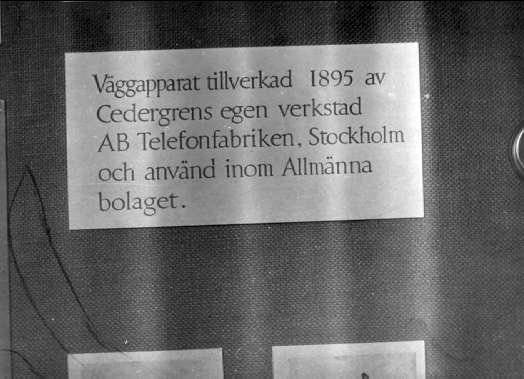 Väggapparat tillverkad 1895 av
Cedergrens egen verkstad
AB Telefonfabriken, Stockholm
och använd inom Allmänna
bolaget.